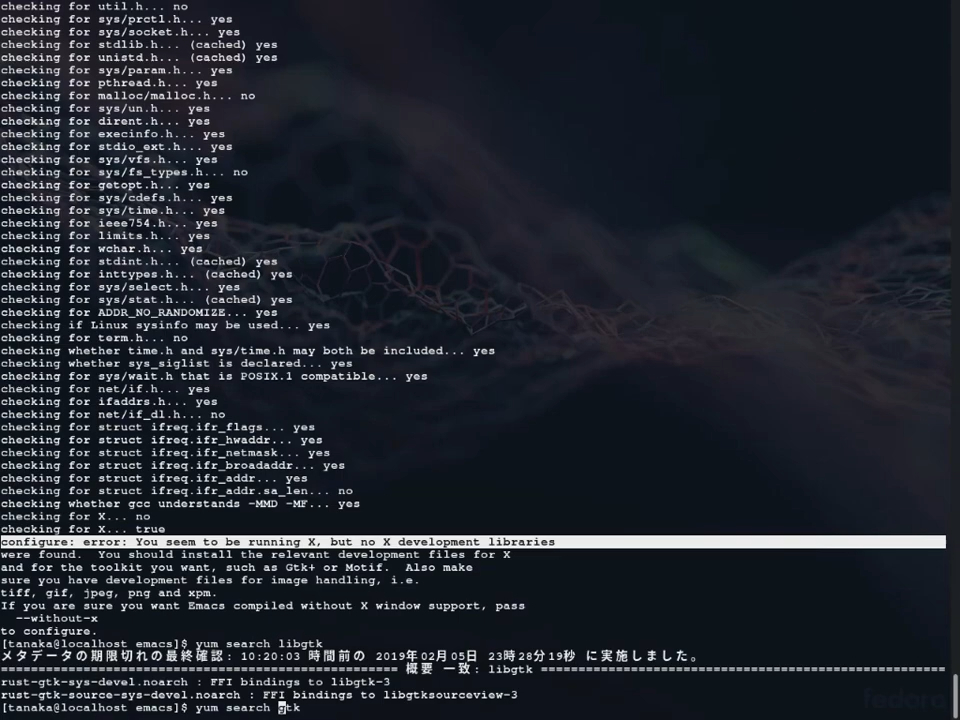 checking for util.h... no
checking for sys/prctl.h... yes
checking for sys/socket.h... yes
checking for stdlib.h... (cached) yes
checking for unistd.h... (cached) yes
checking for sys/param.h... yes
checking for pthread.h... yes
checking for malloc/malloc.h... no
checking for sys/un.h... yes
checking for dirent.h... yes
checking for execinfo.h... yes
checking for stdio_ext.h... yes
checking for sys/vfs.h... yes
checking for sys/fs_types.h... no
checking for getopt.h... yes
checking for sys/cdefs.h... yes
checking for sys/time.h... yes
checking for ieee754.h... yes
checking for limits.h... yes
checking for wchar.h... yes
checking for stdint.h... (cached) yes
checking for inttypes.h... (cached) yes
checking for sys/select.h... yes
checking for sys/stat.h... (cached) yes
checking for ADDR_NO_RANDOMIZE... yes
checking if Linux sysinfo may be used... yes
checking for term.h... no
checking whether time.h and sys/time.h may both be included... yes
checking whether sys_siglist is declared... yes
checking for sys/wait.h that is POSIX.1 compatible... yes
checking for net/if.h... yes
checking for ifaddrs.h... yes
checking for net/if_dl.h... no
checking for struct ifreq.ifr_flags... yes
checking for struct ifreq.ifr_hwaddr... yes
checking for struct ifreq.ifr_netmask... yes
checking for struct ifreq.ifr_broadaddr... yes
checking for struct ifreq.ifr_addr... yes
checking for struct ifreq.ifr_addr.sa_len... no
checking whether gcc understands -MMD -MF... yes
checking for X... no
checking for X... true
configure: error: You seem to be running X, but no X development libraries
were found.  You should install the relevant development files for X
and for the toolkit you want, such as Gtk+ or Motif.  Also make
sure you have development files for image handling, i.e.
tiff, gif, jpeg, png and xpm.
If you are sure you want Emacs compiled without X window support, pass
  --without-x
to configure.
[tanaka@localhost emacs]$ yum search libgtk
メタデータの期限切れの最終確認: 10:20:03 時間前の 2019年02月05日 23時28分19秒 に実施しました。
===================================================== 概要 一致: libgtk ======================================================
rust-gtk-sys-devel.noarch : FFI bindings to libgtk-3
rust-gtk-source-sys-devel.noarch : FFI bindings to libgtksourceview-3
[tanaka@localhost emacs]$ yum search gtk
fedora